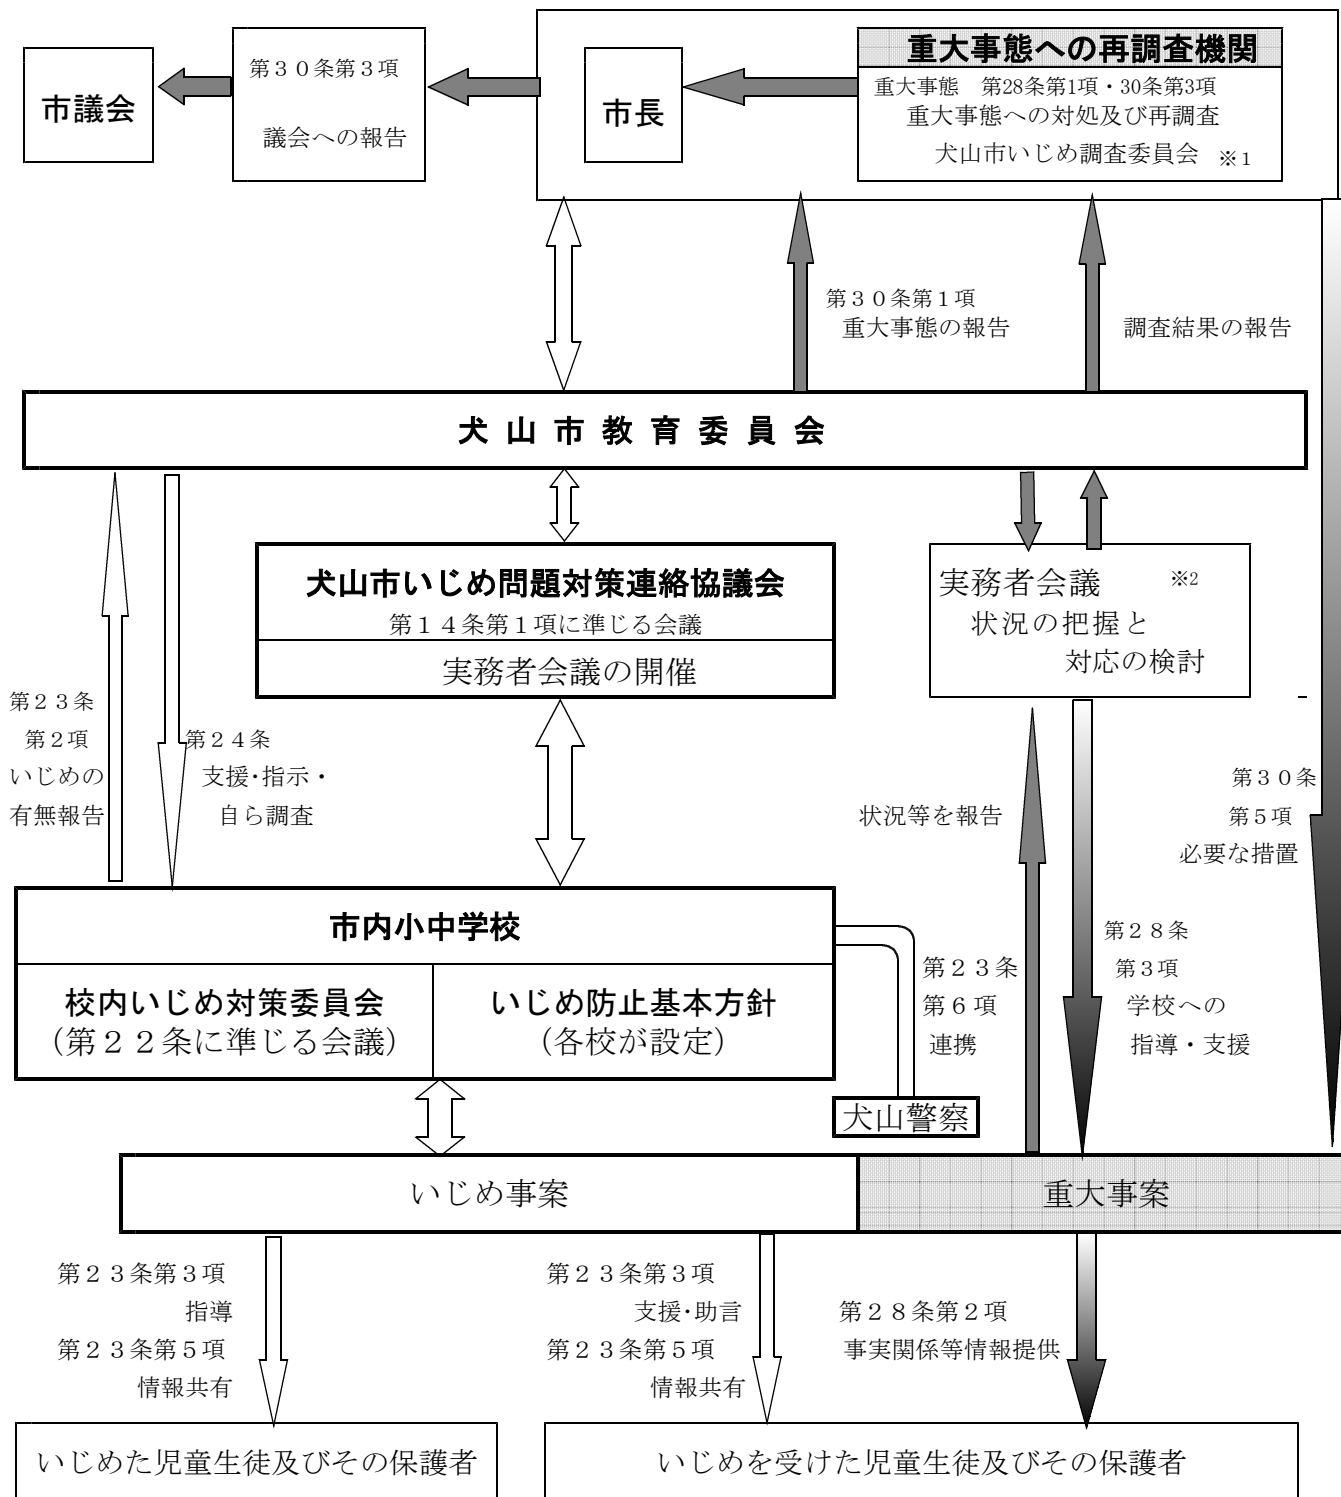 重大事態への再調査機関
市議会
第３０条第３項
議会への報告
市長
重大事態　第28条第1項・30条第3項
重大事態への対処及び再調査
犬山市いじめ調査委員会　※1
第３０条第１項
重大事態の報告
調査結果の報告
犬山市教育委員会
犬山市いじめ問題対策連絡協議会
第１４条第１項に準じる会議
実務者会議の開催
実務者会議　※2
状況の把握と
対応の検討
第２３条
第２項
いじめの
有無報告
第２４条
支援・指示・
自ら調査
状況等を報告
第３０条
第５項
必要な措置
市内小中学校
校内いじめ対策委員会
（第２２条に準じる会議）
いじめ防止基本方針
（各校が設定）
第２３条
第６項
連携
第２８条
第３項
学校への
指導・支援
犬山警察
いじめ事案
重大事案
第２３条第３項
指導
第２３条第５項
情報共有
第２３条第３項
支援・助言
第２３条第５項
情報共有
第２８条第２項
事実関係等情報提供
いじめた児童生徒及びその保護者
いじめを受けた児童生徒及びその保護者